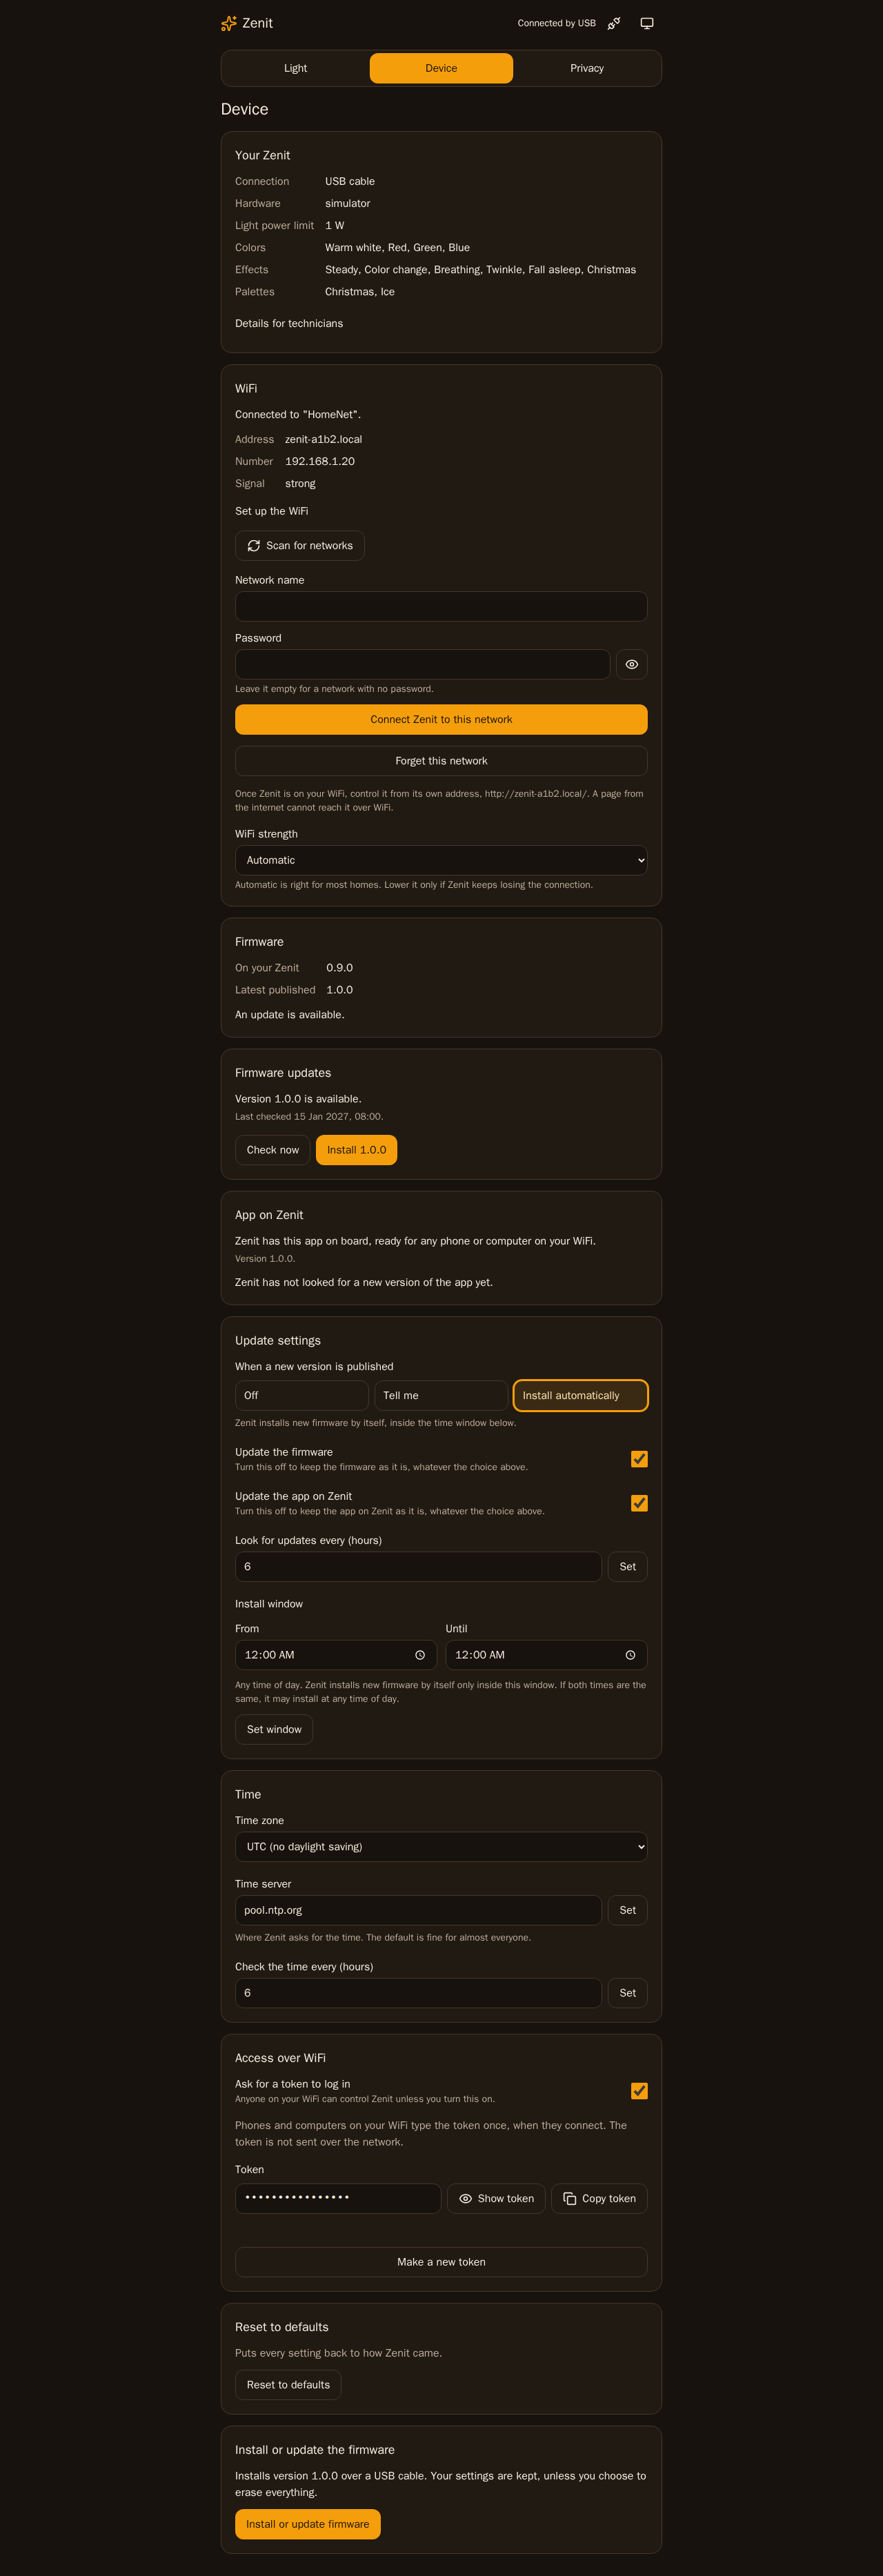 Zenit
Connected by USB
Light
Device
Privacy
Device
Your Zenit
Connection USB cable
Hardware simulator
Light power limit 1 W
Colors Warm white, Red, Green, Blue
Effects Steady, Color change, Breathing, Twinkle, Fall asleep, Christmas
Palettes Christmas, Ice
Details for technicians
WiFi
Connected to "HomeNet".
Address zenit-a1b2.local
Number 192.168.1.20
Signal strong
Set up the WiFi
Scan for networks
Network name
Password
Leave it empty for a network with no password.
Connect Zenit to this network
Forget this network
Once Zenit is on your WiFi, control it from its own address, http://zenit-a1b2.local/. A page from
the internet cannot reach it over WiFi.
WiFi strength
Automatic
Automatic is right for most homes. Lower it only if Zenit keeps losing the connection.
Firmware
On your Zenit 0.9.0
Latest published 1.0.0
An update is available.
Firmware updates
Version 1.0.0 is available.
Last checked 15 Jan 2027, 08:00.
Check now
Install 1.0.0
App on Zenit
Zenit has this app on board, ready for any phone or computer on your WiFi.
Version 1.0.0.
Zenit has not looked for a new version of the app yet.
Update settings
When a new version is published
Off
Tell me
Install automatically
Zenit installs new firmware by itself, inside the time window below.
Update the firmware
Turn this off to keep the firmware as it is, whatever the choice above.
Update the app on Zenit
Turn this off to keep the app on Zenit as it is, whatever the choice above.
Look for updates every (hours)
6
Set
Install window
From
Until
12:00 AM
12:00 AM
Any time of day. Zenit installs new firmware by itself only inside this window. If both times are the
same, it may install at any time of day.
Set window
Time
Time zone
UTC (no daylight saving)
Time server
pool.ntp.org
Set
Where Zenit asks for the time. The default is fine for almost everyone.
Check the time every (hours)
6
Set
Access over WiFi
Ask for a token to log in
Anyone on your WiFi can control Zenit unless you turn this on.
Phones and computers on your WiFi type the token once, when they connect. The
token is not sent over the network.
Token
••••••••••••••••
Show token
Copy token
Make a new token
Reset to defaults
Puts every setting back to how Zenit came.
Reset to defaults
Install or update the firmware
Installs version 1.0.0 over a USB cable. Your settings are kept, unless you choose to
erase everything.
Install or update firmware